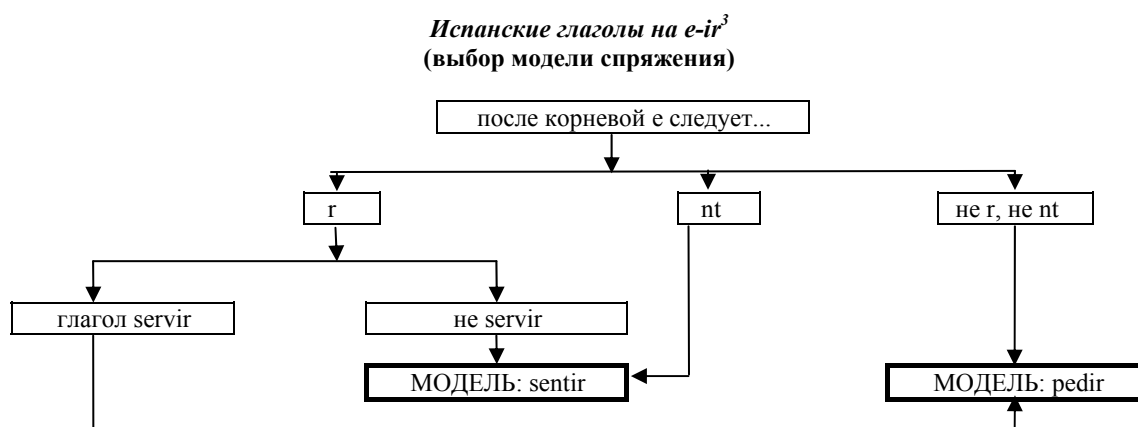 Испанские глаголы на e-ir³
(выбор модели спряжения)
после корневой е следует...
r
nt
не r, не nt
глагол servir
не servir
МОДЕЛЬ: sentir
МОДЕЛЬ: pedir